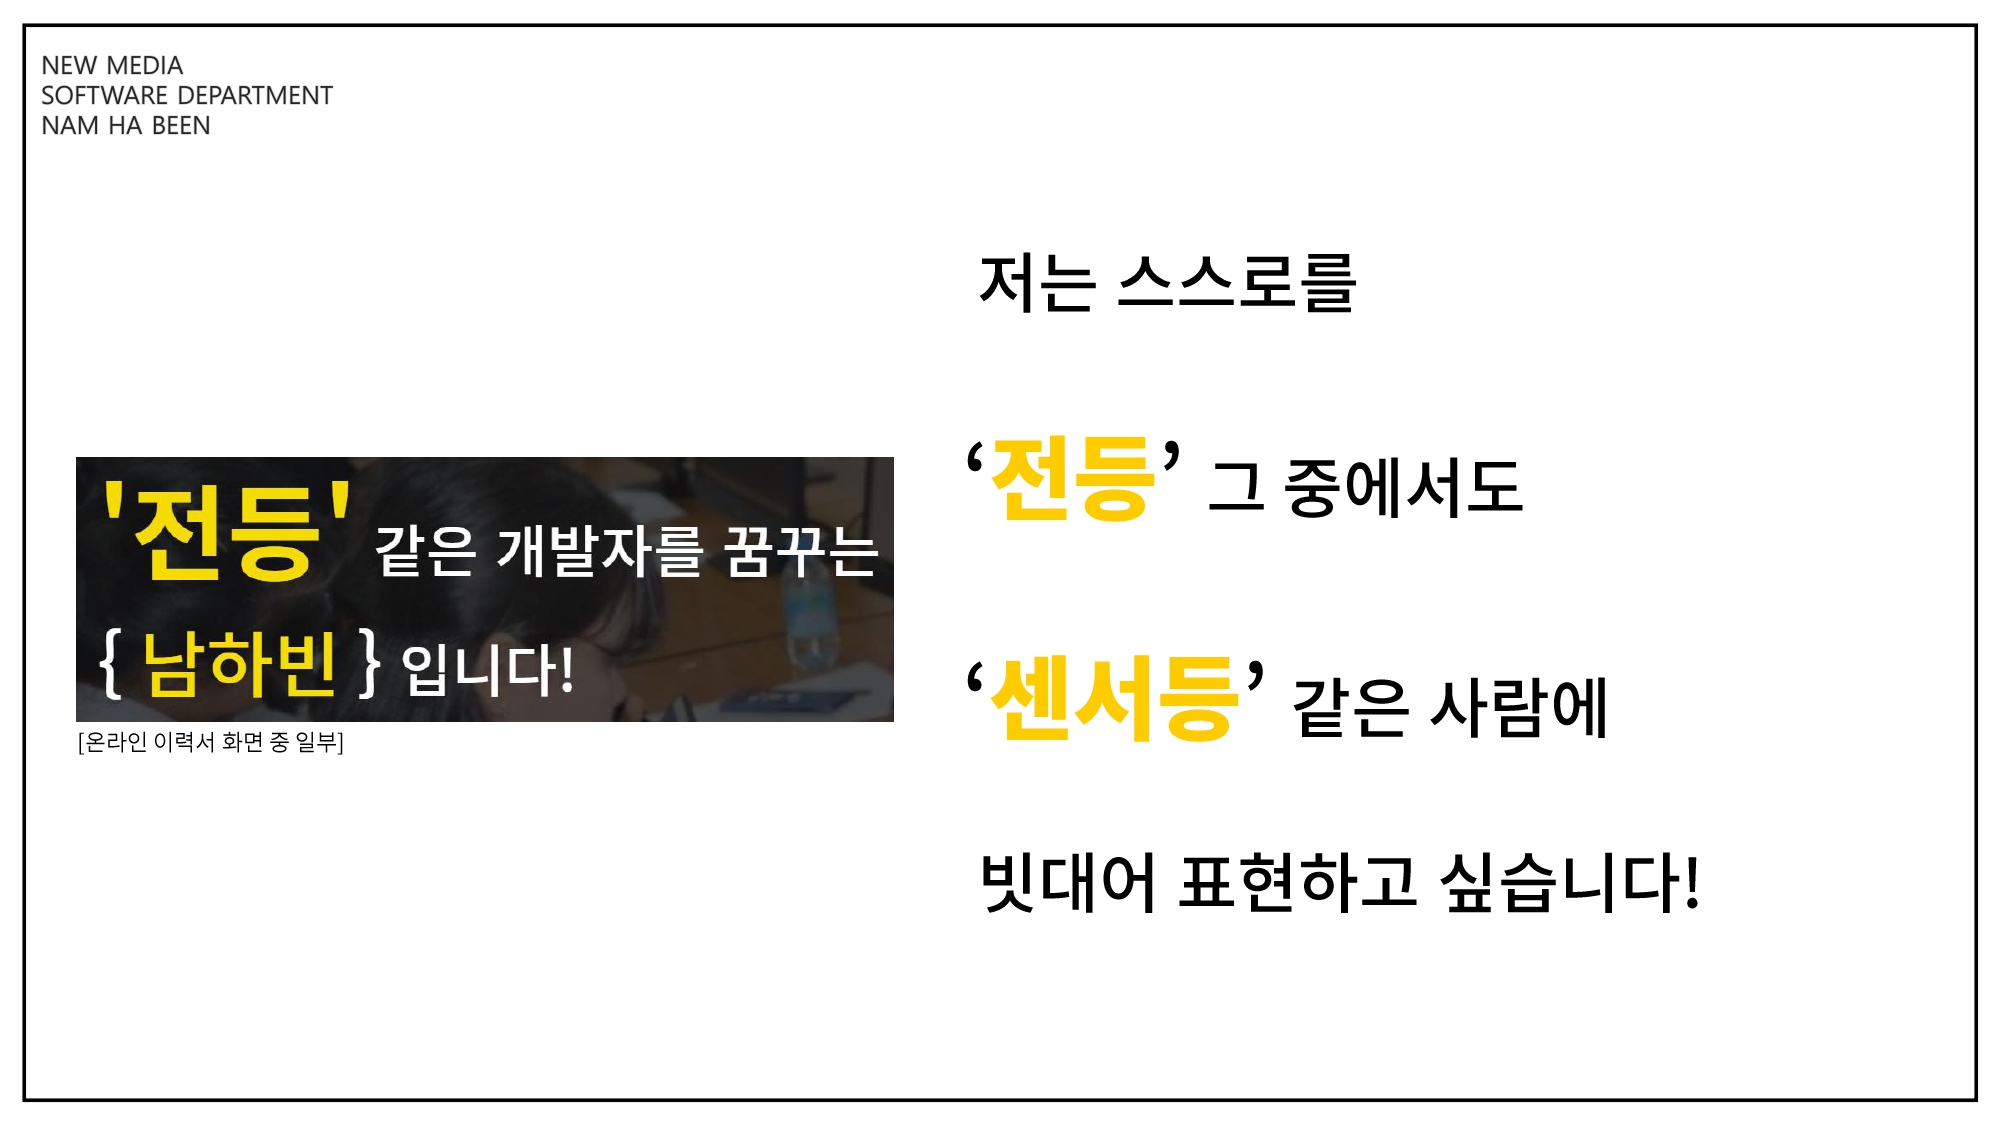 NEW MEDIA
SOFTWARE DEPARTMENT
NAM HA BEEN
'전등' 같은 개발자를 꿈꾸는
{ 남하빈 } 입니다!
[온라인 이력서 화면 중 일부]
저는 스스로를
‘전등’ 그 중에서도
‘센서등’ 같은 사람에
빗대어 표현하고 싶습니다!